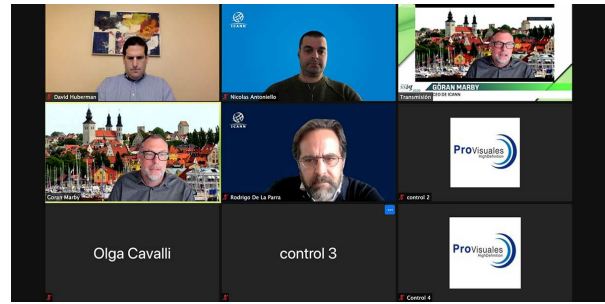 ICANN
David Huberman
Nicolas Antoniello
GÖRAN MARBY
CEO DE ICANN
Transmisión
ICANN
Goran Marby
Rodrigo De La Parra
ProVisuales
HighDefinition
control 2
Olga Cavalli
control 3
ProVisuales
HighDefinition
Control 4